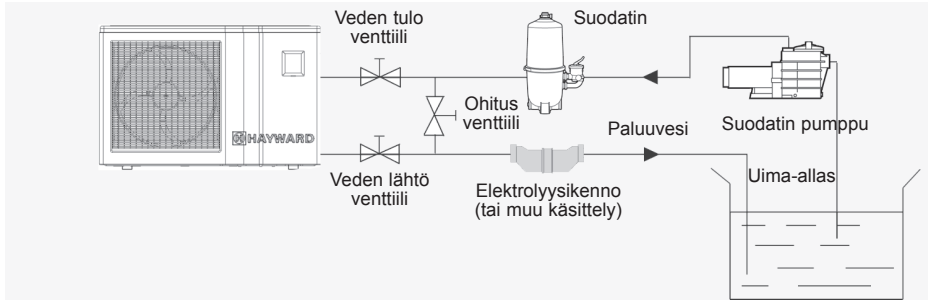 Veden tulo
venttiili
Suodatin
Ohitus
venttiili
Suodatin pumppu
HAYWARD
Paluuvesi
Veden lähtö
venttiili
Elektrolyysikenno
(tai muu käsittely)
Uima-allas